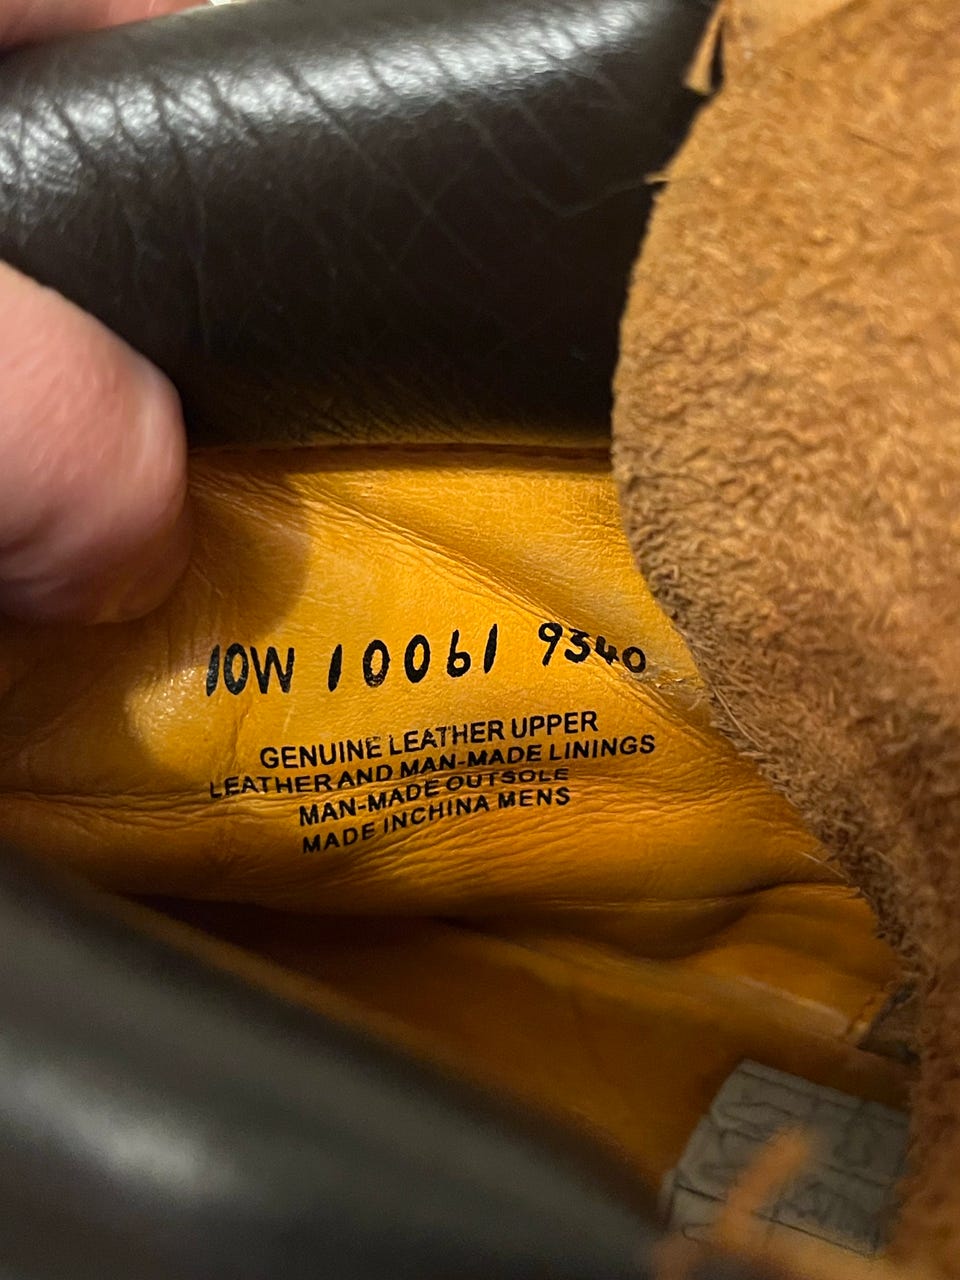 10W 10061 9340
GENUINE LEATHER UPPER
LEATHER AND MAN-MADE LININGS
MAN-MADE OUTSOLE
MADE INCHINA MENS